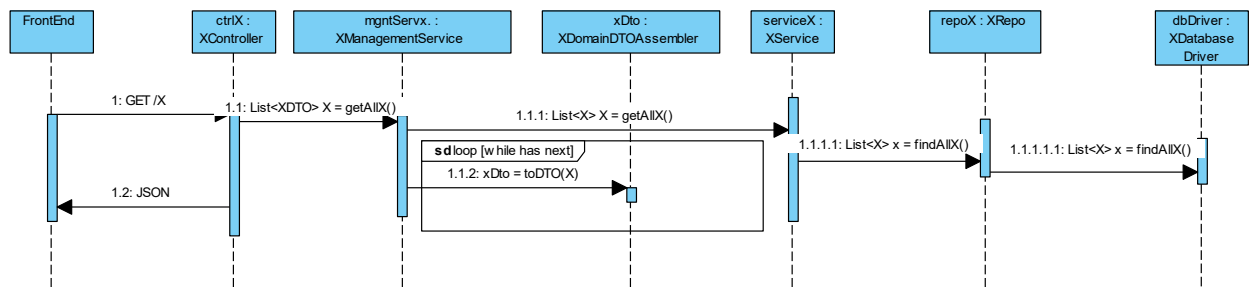 FrontEnd
ctrlX :
XController
mgntServx. :
XManagementService
xDto :
XDomainDTOAssembler
serviceX :
XService
repoX : XRepo
dbDriver :
XDatabase
Driver
1: GET /X
1.1: List<XDTO> X = getAllX()
1.1.1: List<X> X = getAllX()
sd loop [while has next]
1.1.1.1: List<X> x = findAllX()
1.1.1.1.1: List<X> x = findAllX()
1.1.2: xDto = toDTO(X)
1.2: JSON